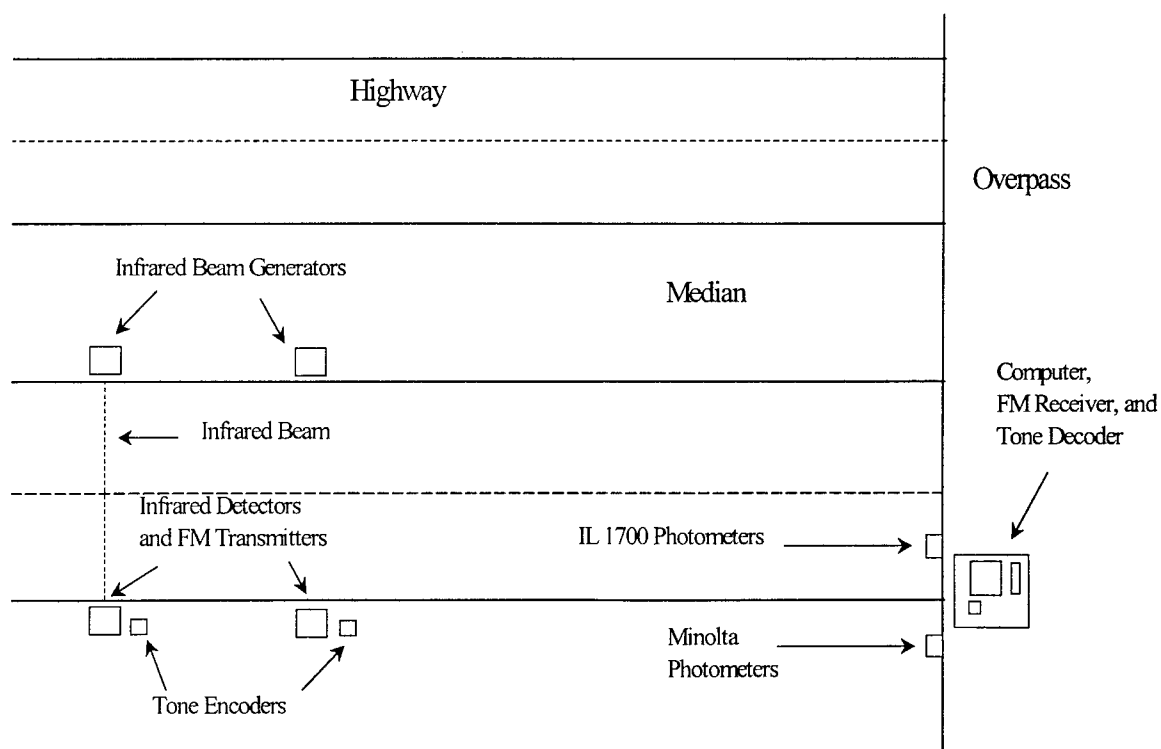 Highway
Overpass
Infrared Beam Generators
Median
Computer,
FM Receiver, and
Tone Decoder
Infrared Beam
Infrared Detectors
and FM Transmitters
IL 1700 Photometers
Minolta
Photometers
Tone Encoders